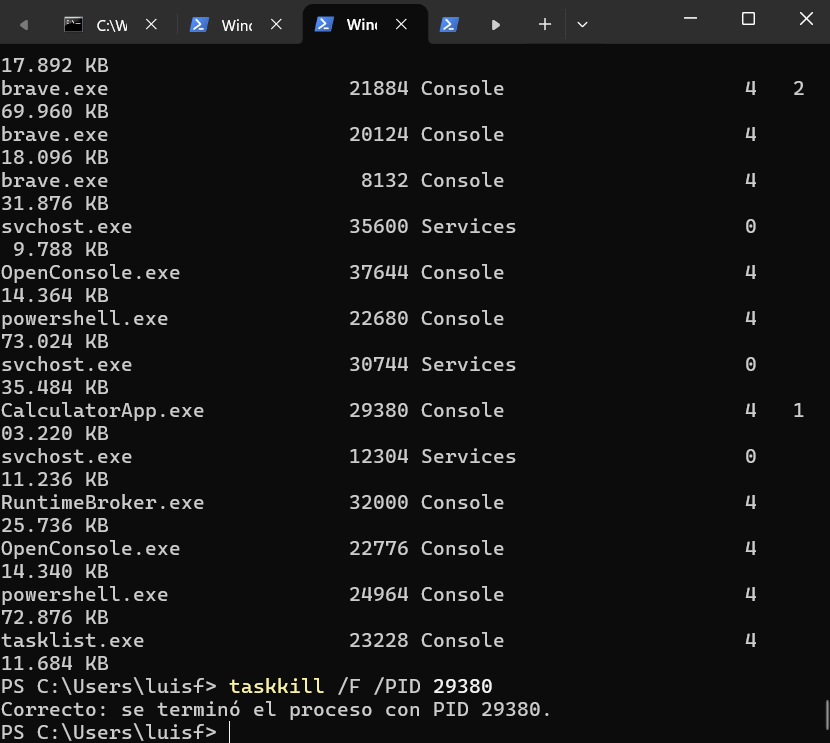 C:\W Winc Winc
17.892 KB
brave.exe 21884 Console 4 2
69.960 KB
brave.exe 20124 Console 4
18.096 KB
brave.exe 8132 Console 4
31.876 KB
svchost.exe 35600 Services 0
9.788 KB
OpenConsole.exe 37644 Console 4
14.364 KB
powershell.exe 22680 Console 4
73.024 KB
svchost.exe 30744 Services 0
35.484 KB
CalculatorApp.exe 29380 Console 4 1
03.220 KB
svchost.exe 12304 Services 0
11.236 KB
RuntimeBroker.exe 32000 Console 4
25.736 KB
OpenConsole.exe 22776 Console 4
14.340 KB
powershell.exe 24964 Console 4
72.876 KB
tasklist.exe 23228 Console 4
11.684 KB
PS C:\Users\luisf> taskkill /F /PID 29380
Correcto: se terminó el proceso con PID 29380.
PS C:\Users\luisf>